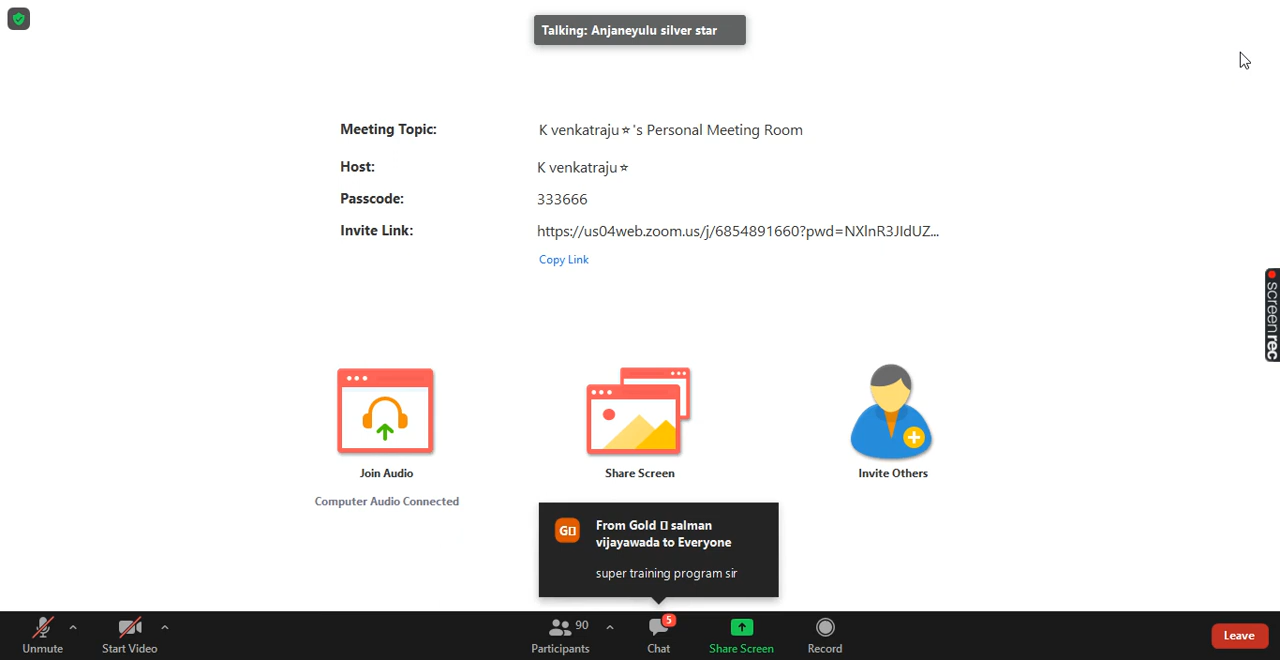 Talking: Anjaneyulu silver star
Meeting Topic: K venkatraju⭐'s Personal Meeting Room
Host: K venkatraju⭐
Passcode: 333666
Invite Link: https://us04web.zoom.us/j/6854891660?pwd=NXlnR3JIdUZ...
Copy Link
screenrec
Join Audio
Share Screen
Invite Others
Computer Audio Connected
G▯
From Gold ▯ salman
vijayawada to Everyone
super training program sir
90
5
Unmute
Start Video
Participants
Chat
Share Screen
Record
Leave